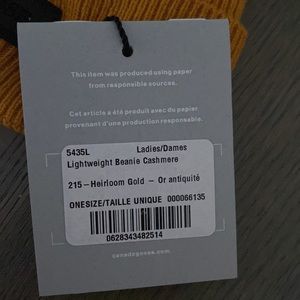 This item was produced using paper
from responsible sources.
Cet article a été produit avec du papier
provenant d'une production responsable.
5435L Ladies/Dames
Lightweight Beanie Cashmere
215 – Heirloom Gold – Or antiquité
ONESIZE/TAILLE UNIQUE 000066135
0628343482514
canadagoose.com